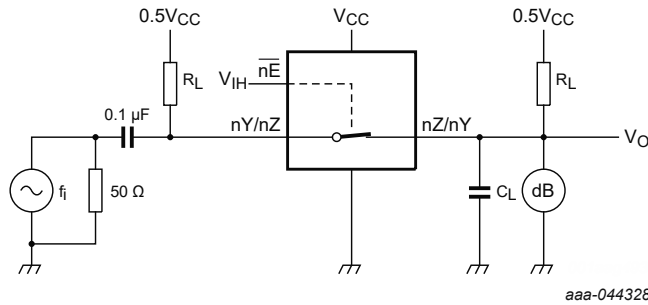 0.5VCC
VCC
0.5VCC
nE
VIH
RL
RL
0.1 µF
nY/nZ
nZ/nY
VO
fi
50 Ω
CL
dB
aaa-044328